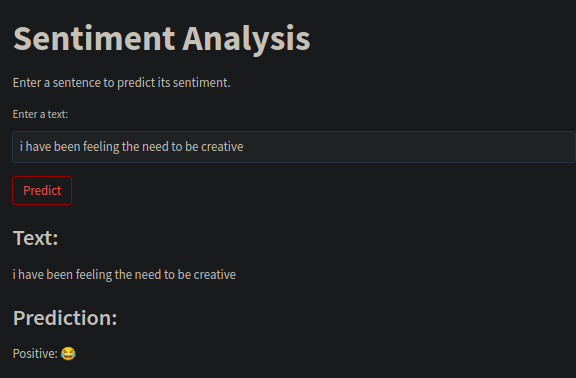 Sentiment Analysis
Enter a sentence to predict its sentiment.
Enter a text:
i have been feeling the need to be creative
Predict
Text:
i have been feeling the need to be creative
Prediction:
Positive: 😂